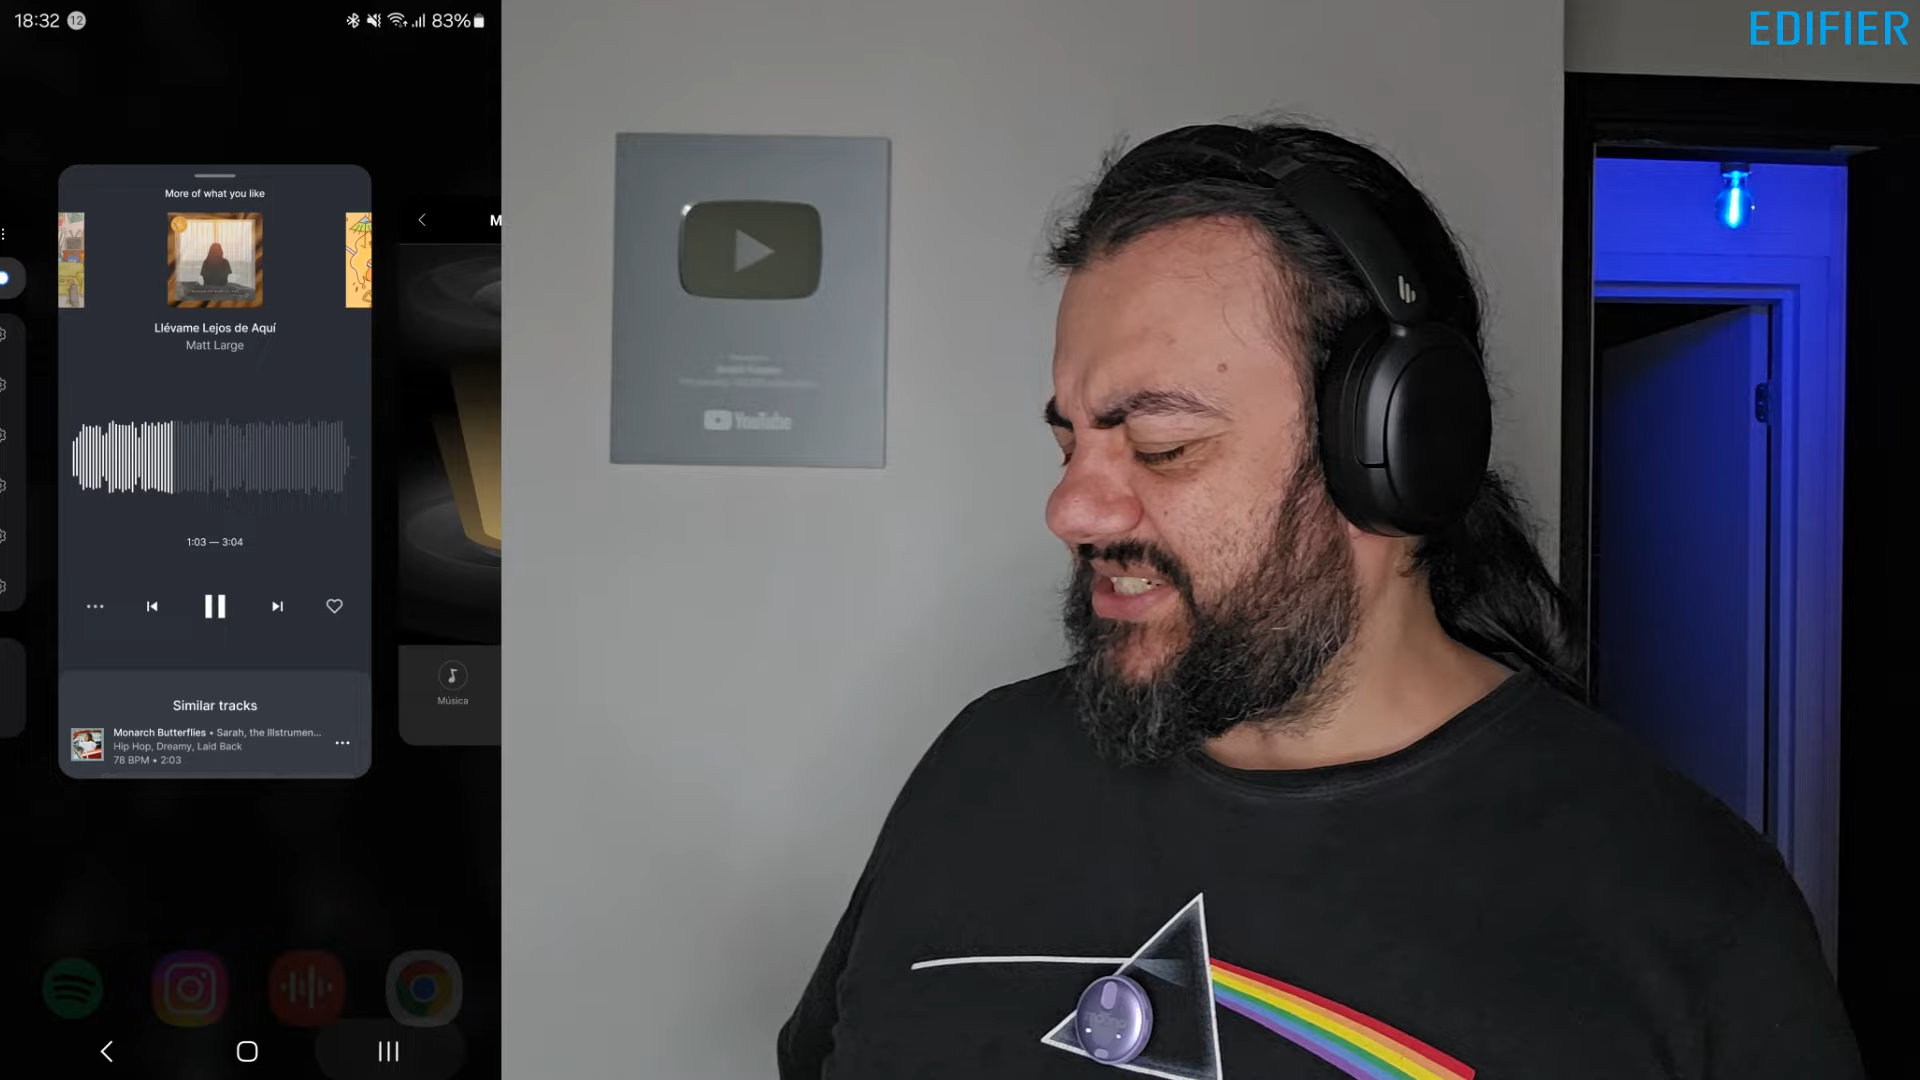 18:32 12
83%
EDIFIER
More of what you like
Llévame Lejos de Aquí
Matt Large
1:03 — 3:04
Similar tracks
Monarch Butterflies • Sarah, the Illstrumen...
Hip Hop, Dreamy, Laid Back
78 BPM • 2:03
M
Música
YouTube